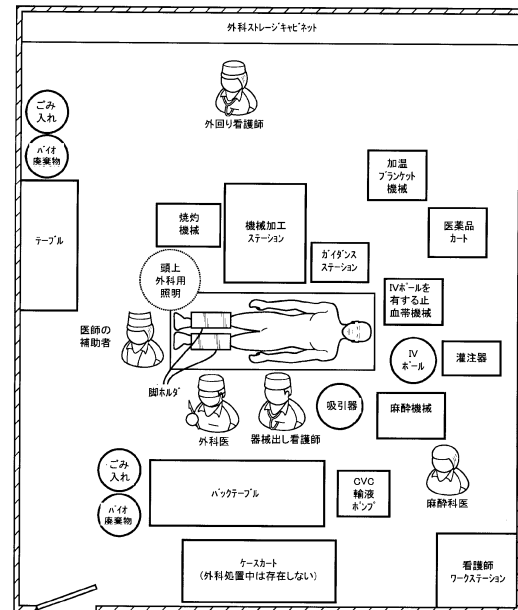 外科ストレージキャビネット
ごみ
入れ
外回り看護師
バイオ
廃棄物
加温
ブランケット
機械
テーブル
焼灼
機械
機械加工
ステーション
医薬品
カート
ガイダンス
ステーション
頭上
外科用
照明
IVポールを
有する止
血帯機械
医師の
補助者
IV
ポール
灌注器
脚ホルダ
吸引器
麻酔機械
外科医
器械出し看護師
ごみ
入れ
バックテーブル
CVC
輸液
ポンプ
麻酔科医
バイオ
廃棄物
ケースカート
(外科処置中は存在しない)
看護師
ワークステーション